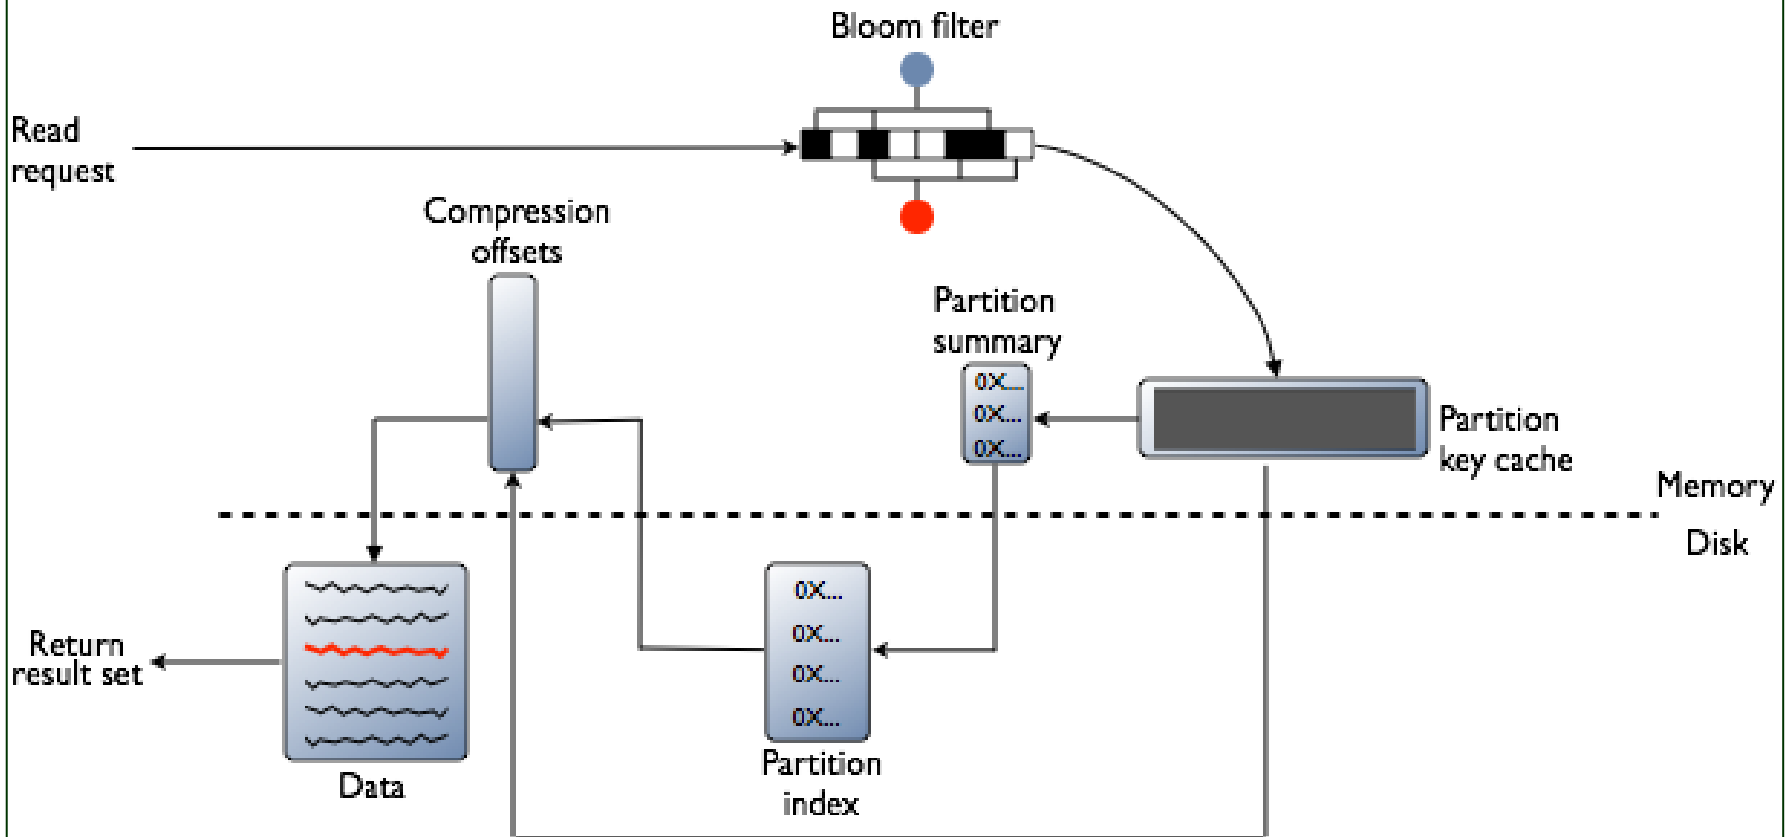 Bloom filter
Read
request
Compression
offsets
Partition
summary
0X...
0X...
0X...
Partition
key cache
Memory
Disk
0X...
0X...
0X...
0X...
Return
result set
Data
Partition
index